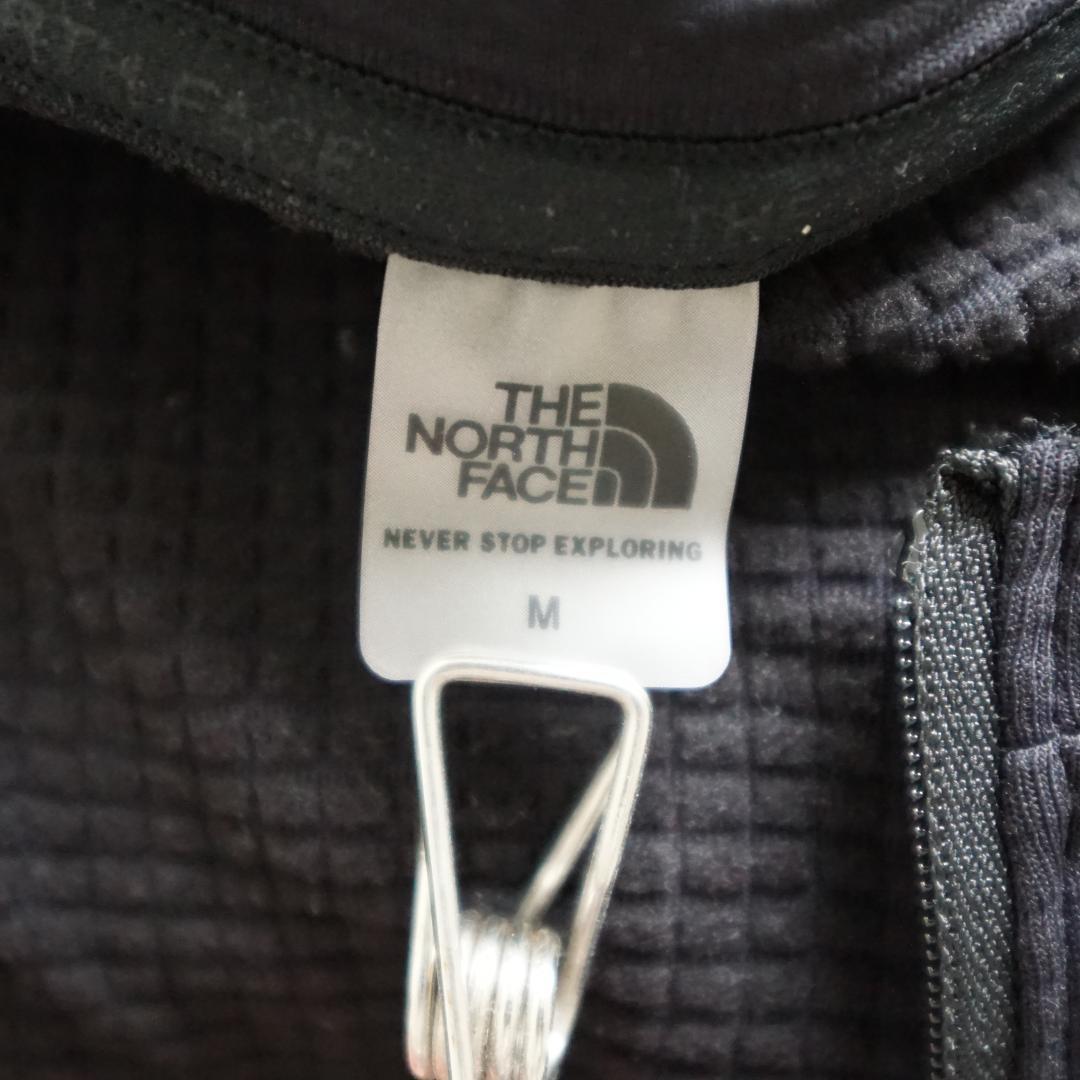 THE
NORTH
FACE
NEVER STOP EXPLORING
M